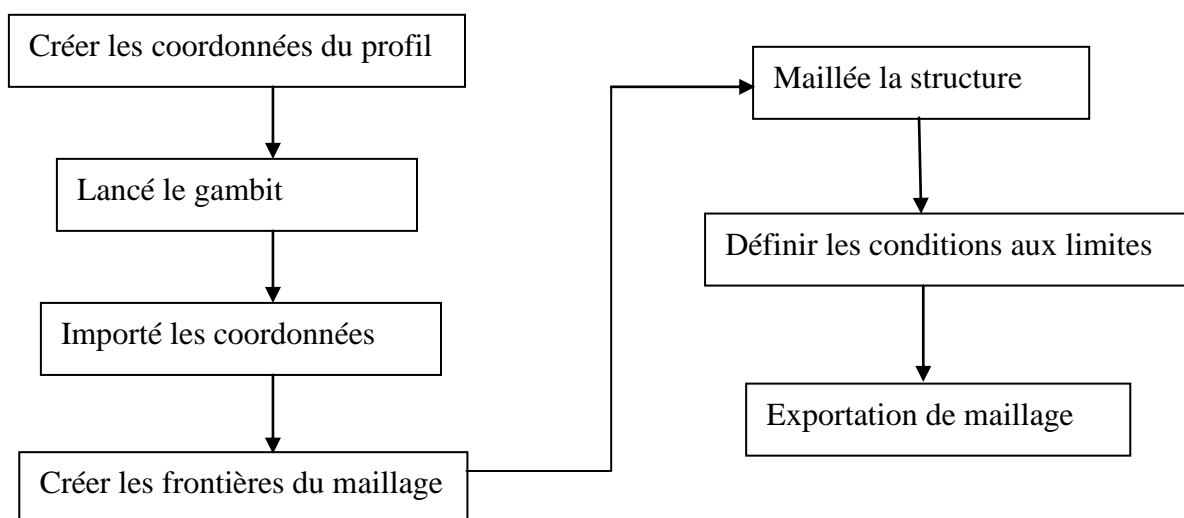 Créer les coordonnées du profil
Lancé le gambit
Importé les coordonnées
Créer les frontières du maillage
Maillée la structure
Définir les conditions aux limites
Exportation de maillage